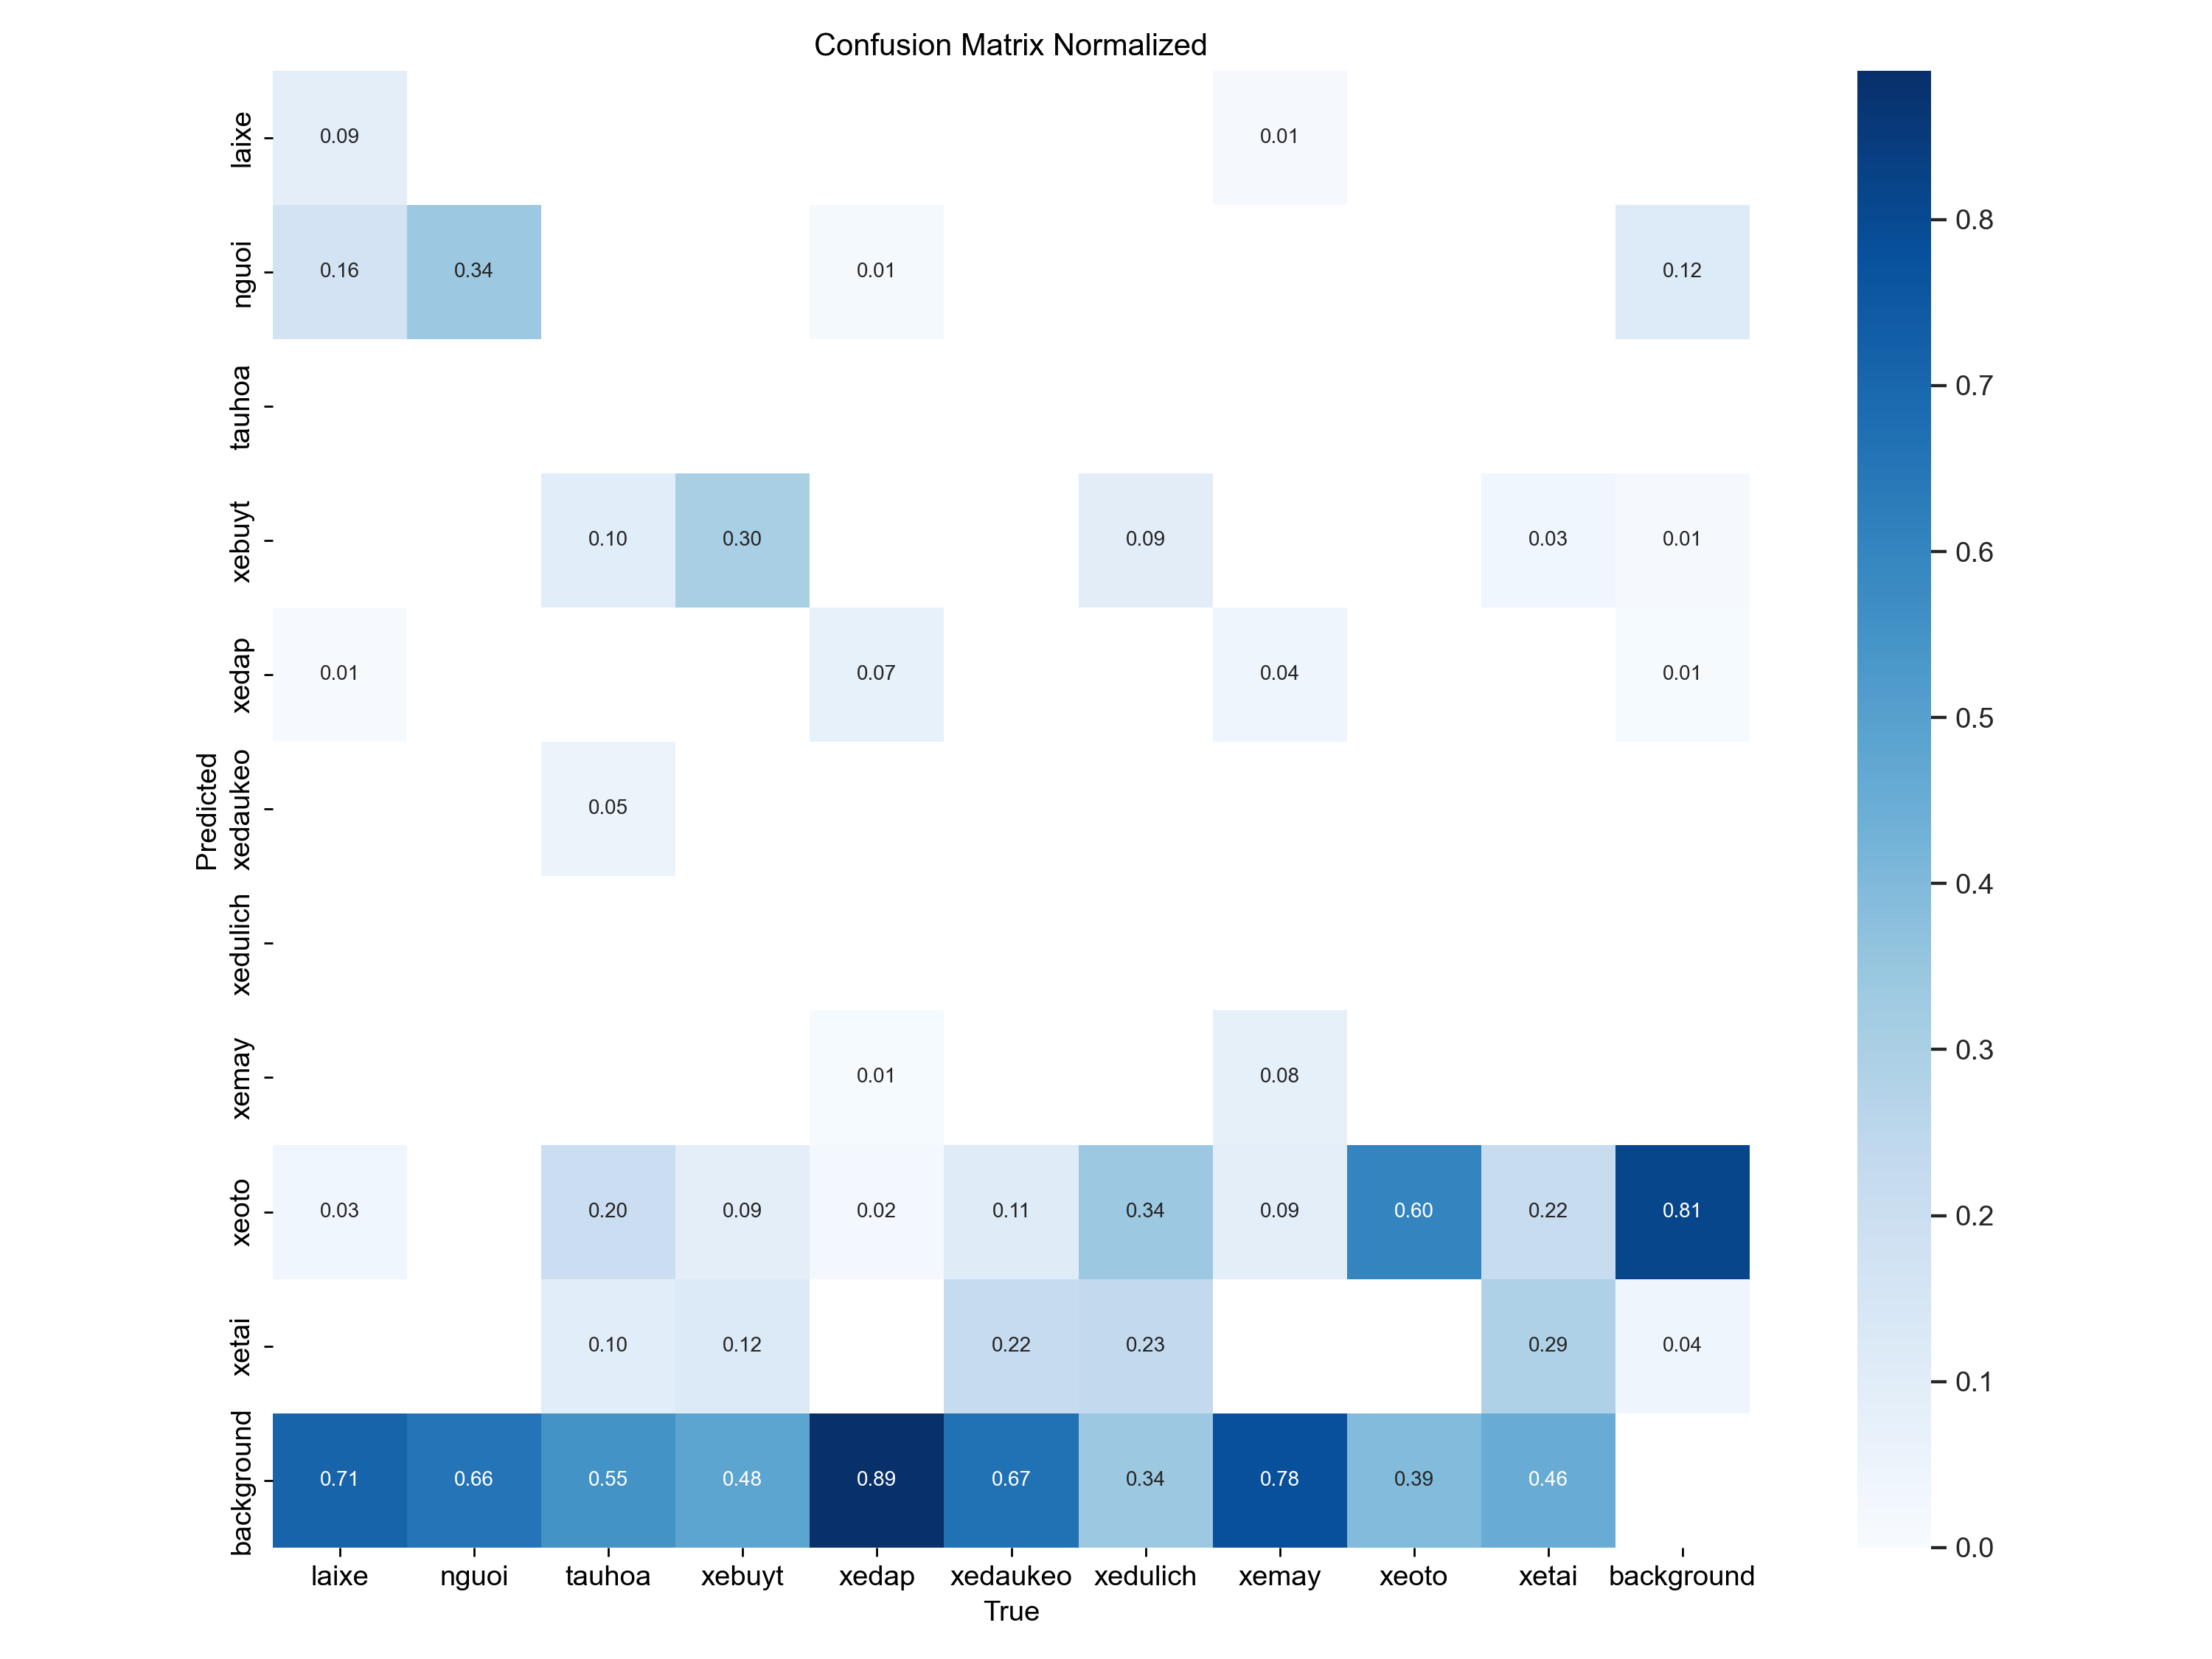 Confusion Matrix Normalized
laixe 0.09 0.01
nguoi 0.16 0.34 0.01 0.12
tauhoa
xebuyt 0.10 0.30 0.09 0.03 0.01
xedap 0.01 0.07 0.04 0.01
Predicted
xedaukeo 0.05
xedulich
xemay 0.01 0.08
xeoto 0.03 0.20 0.09 0.02 0.11 0.34 0.09 0.60 0.22 0.81
xetai 0.10 0.12 0.22 0.23 0.29 0.04
background 0.71 0.66 0.55 0.48 0.89 0.67 0.34 0.78 0.39 0.46
laixe nguoi tauhoa xebuyt xedap xedaukeo xedulich xemay xeoto xetai background
True
0.8
0.7
0.6
0.5
0.4
0.3
0.2
0.1
0.0